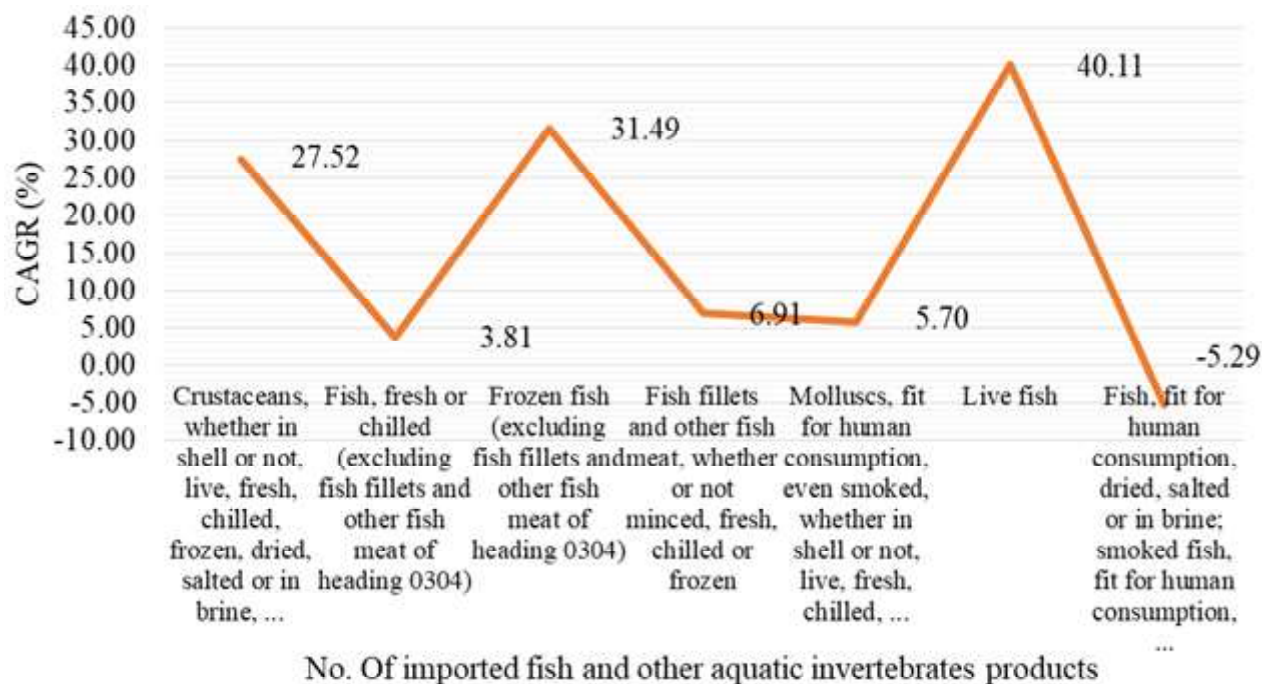 45.00
40.00
35.00
30.00
25.00
20.00
15.00
10.00
5.00
0.00
-5.00
-10.00
CAGR (%)
27.52
3.81
31.49
6.91
5.70
40.11
-5.29
Crustaceans,
whether in
shell or not,
live, fresh,
chilled,
frozen, dried,
salted or in
brine, ...
Fish, fresh or
chilled
(excluding
fish fillets and
other fish
meat of
heading 0304)
Frozen fish
(excluding
fish fillets and
other fish
meat of
heading 0304)
Fish fillets
and other fish
meat, whether
or not
minced, fresh,
chilled or
frozen
Molluscs, fit
for human
consumption,
even smoked,
whether in
shell or not,
live, fresh,
chilled, ...
Live fish
Fish, fit for
human
consumption,
dried, salted
or in brine;
smoked fish,
fit for human
consumption,
...
No. Of imported fish and other aquatic invertebrates products